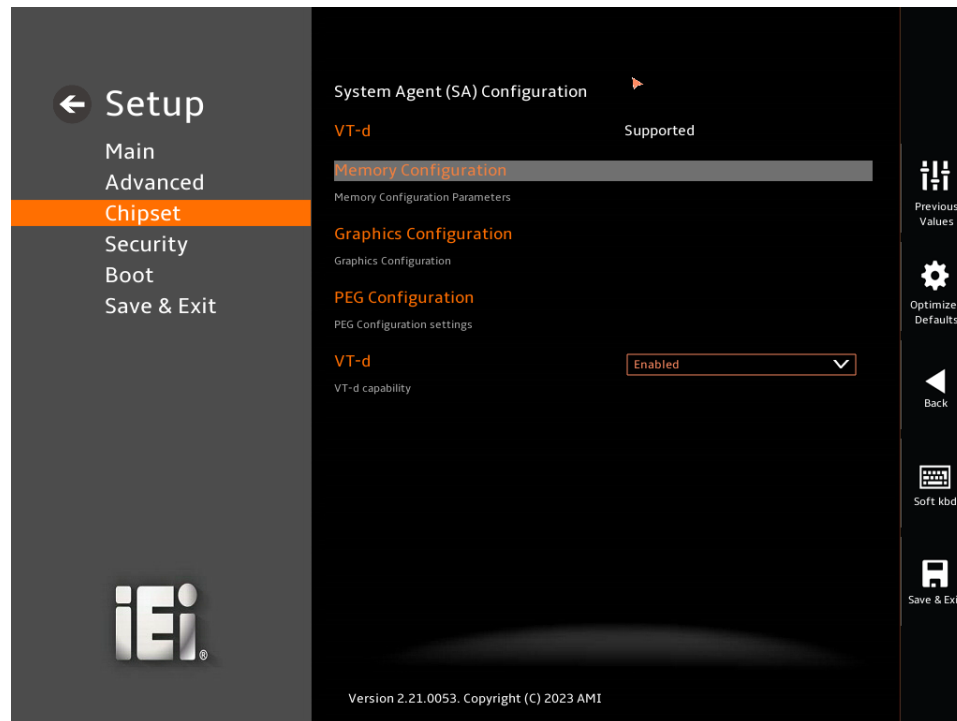 Setup
Main
Advanced
Chipset
Security
Boot
Save & Exit
iEi®
System Agent (SA) Configuration
VT-d Supported
Memory Configuration
Memory Configuration Parameters
Graphics Configuration
Graphics Configuration
PEG Configuration
PEG Configuration settings
VT-d Enabled
VT-d capability
Version 2.21.0053. Copyright (C) 2023 AMI
Previous
Values
Optimize
Defaults
Back
Soft kbd
Save & Exi